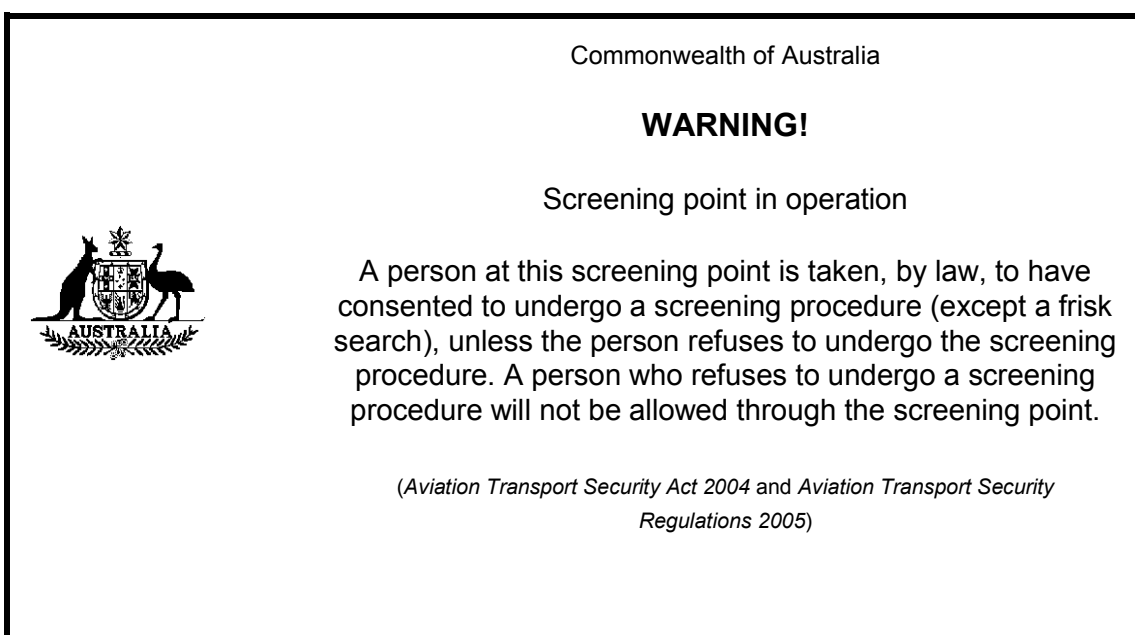 Commonwealth of Australia
WARNING!
Screening point in operation
A person at this screening point is taken, by law, to have
consented to undergo a screening procedure (except a frisk
search), unless the person refuses to undergo the screening
procedure. A person who refuses to undergo a screening
procedure will not be allowed through the screening point.
AUSTRALIA
(Aviation Transport Security Act 2004 and Aviation Transport Security
Regulations 2005)